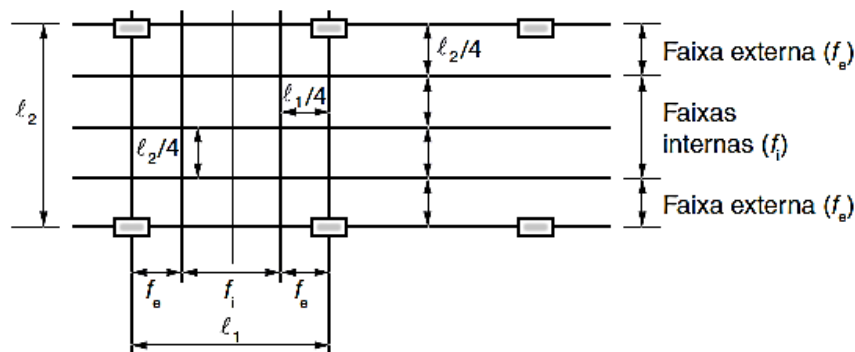 ℓ₂/4
Faixa externa (fₑ)
ℓ₂
ℓ₁/4
Faixas
internas (fᵢ)
ℓ₂/4
Faixa externa (fₑ)
fₑ fᵢ fₑ
ℓ₁